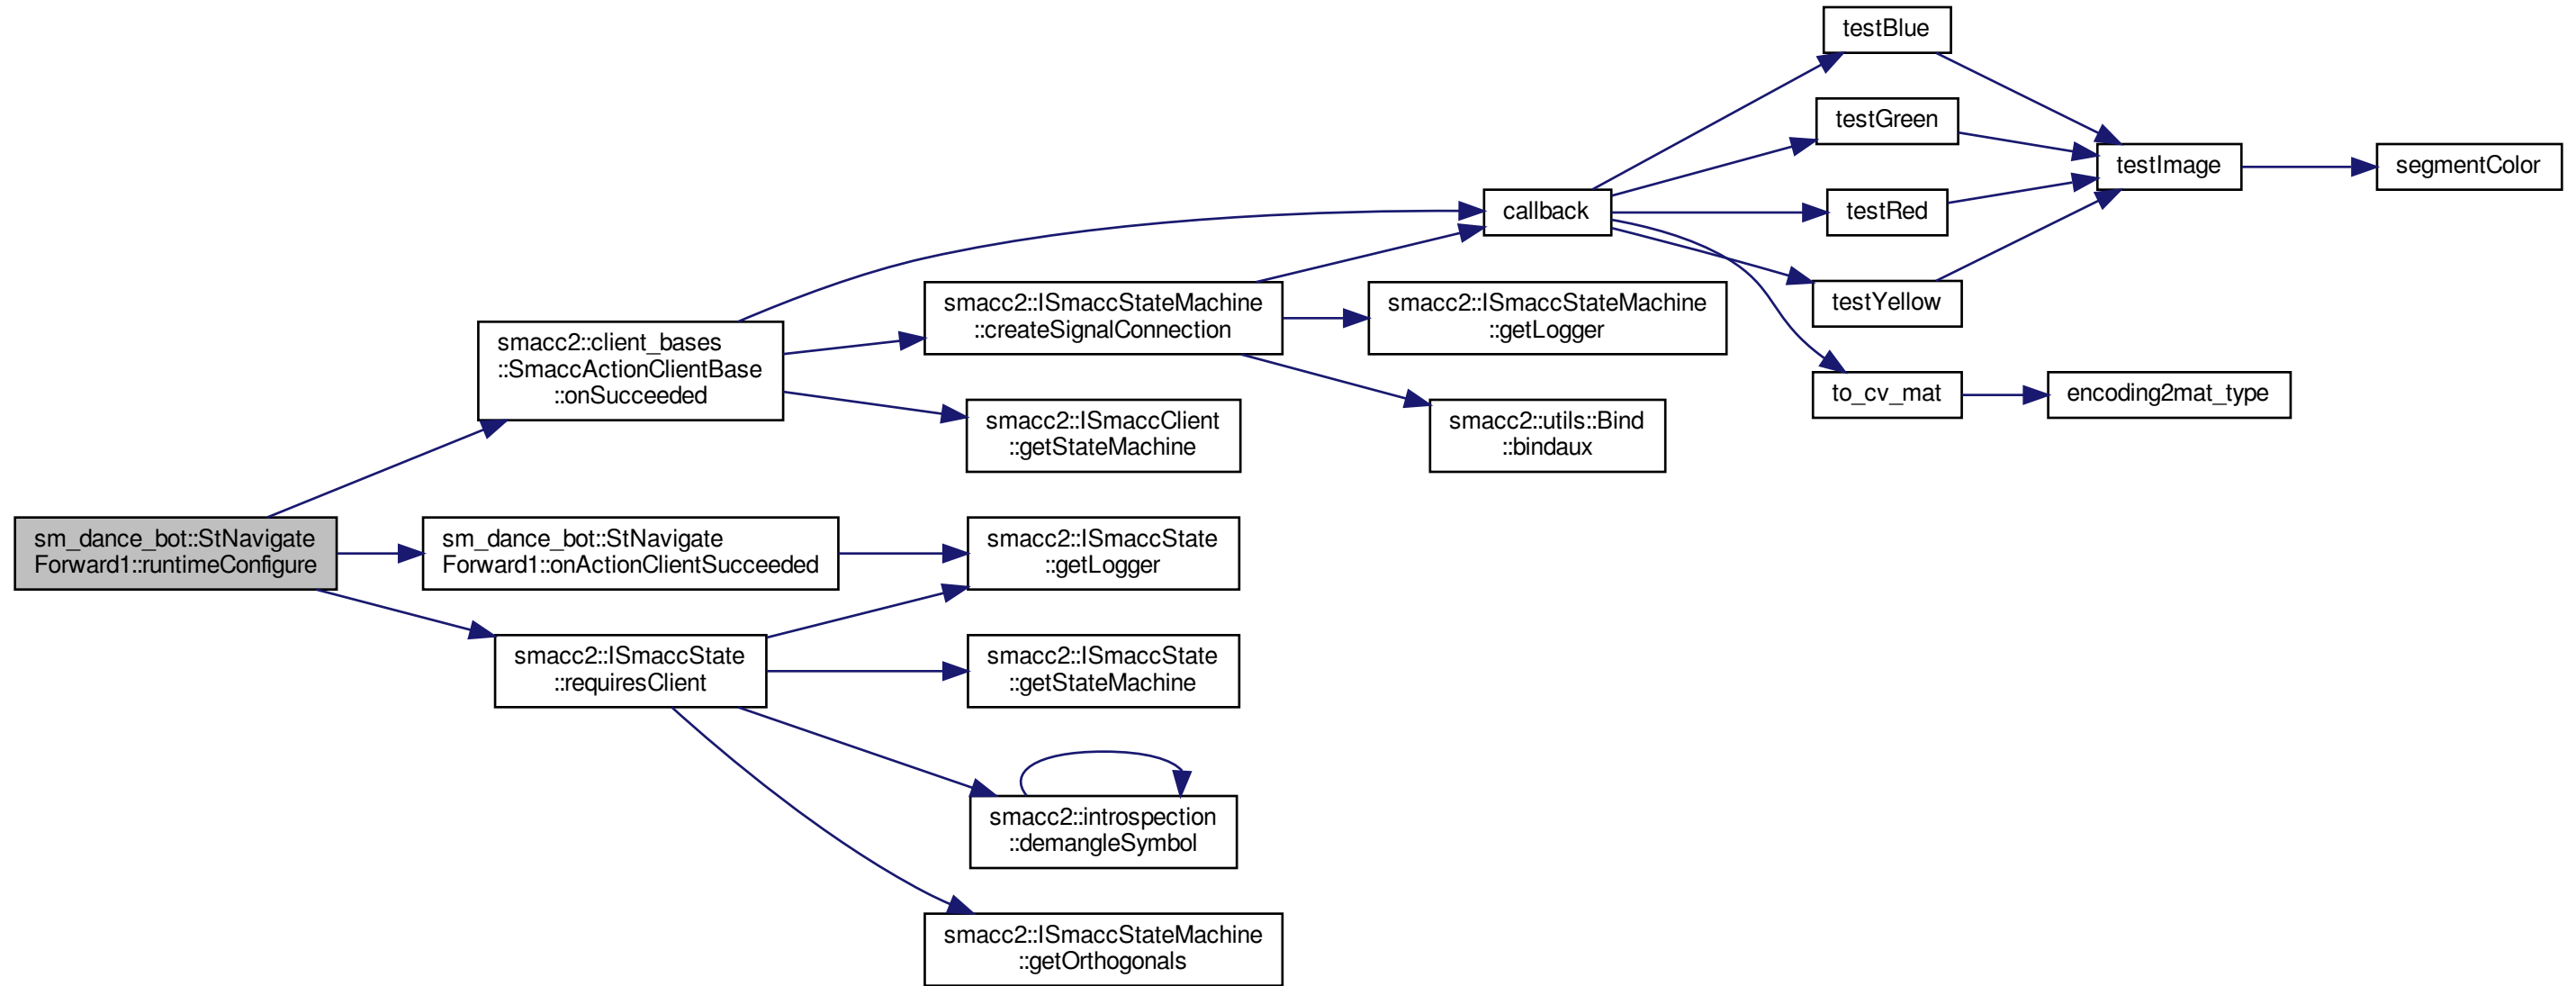 sm_dance_bot::StNavigate
Forward1::runtimeConfigure
smacc2::client_bases
::SmaccActionClientBase
::onSucceeded
sm_dance_bot::StNavigate
Forward1::onActionClientSucceeded
smacc2::ISmaccState
::requiresClient
smacc2::ISmaccStateMachine
::createSignalConnection
smacc2::ISmaccClient
::getStateMachine
smacc2::ISmaccState
::getLogger
smacc2::ISmaccState
::getStateMachine
smacc2::introspection
::demangleSymbol
smacc2::ISmaccStateMachine
::getOrthogonals
callback
smacc2::ISmaccStateMachine
::getLogger
smacc2::utils::Bind
::bindaux
testBlue
testGreen
testRed
testYellow
to_cv_mat
testImage
encoding2mat_type
segmentColor